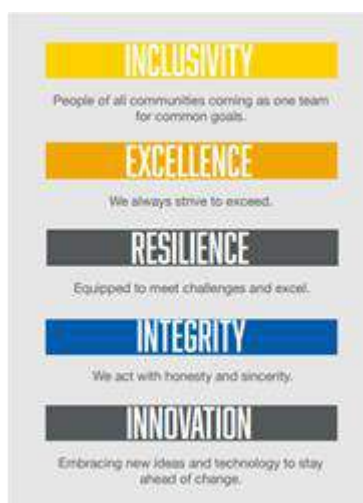 INCLUSIVITY
People of all communities coming as one team
for common goals.
EXCELLENCE
We always strive to exceed.
RESILIENCE
Equipped to meet challenges and excel.
INTEGRITY
We act with honesty and sincerity.
INNOVATION
Embracing new ideas and technology to stay
ahead of change.